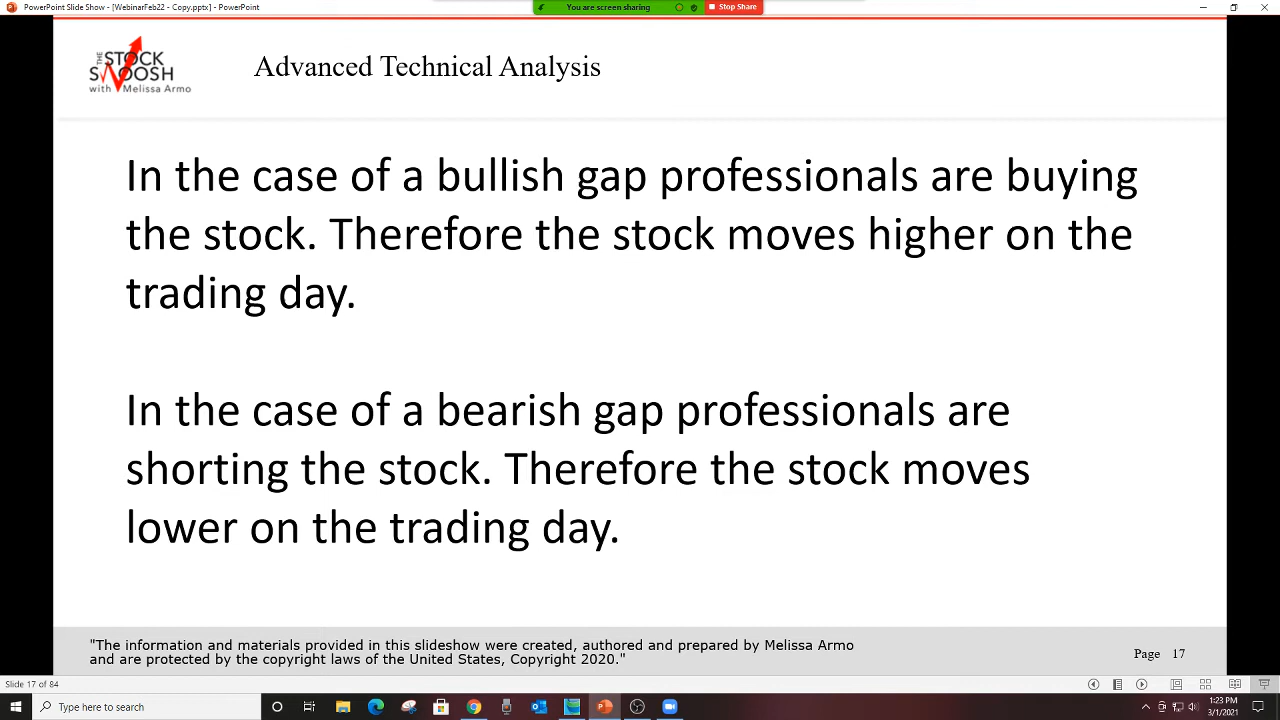 PowerPoint Slide Show - [WebinarFeb22 - Copy.pptx] - PowerPoint
You are screen sharing
Stop Share
THE
STOCK
SWOOSH
with Melissa Armo
Advanced Technical Analysis
In the case of a bullish gap professionals are buying
the stock. Therefore the stock moves higher on the
trading day.
In the case of a bearish gap professionals are
shorting the stock. Therefore the stock moves
lower on the trading day.
"The information and materials provided in this slideshow were created, authored and prepared by Melissa Armo
and are protected by the copyright laws of the United States, Copyright 2020."
Page 17
Slide 17 of 84
Type here to search
1:23 PM
3/1/2021